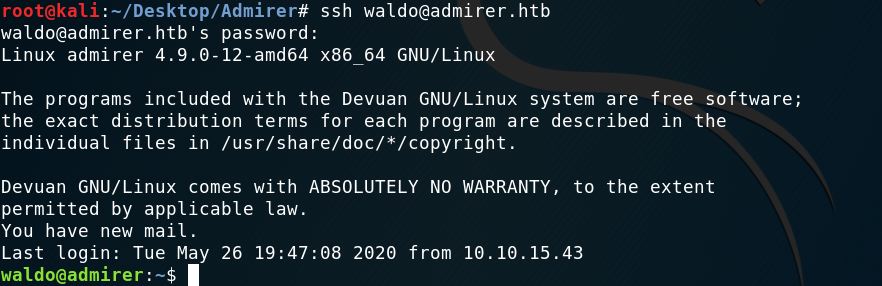 root@kali:~/Desktop/Admirer# ssh waldo@admirer.htb
waldo@admirer.htb's password:
Linux admirer 4.9.0-12-amd64 x86_64 GNU/Linux
The programs included with the Devuan GNU/Linux system are free software;
the exact distribution terms for each program are described in the
individual files in /usr/share/doc/*/copyright.
Devuan GNU/Linux comes with ABSOLUTELY NO WARRANTY, to the extent
permitted by applicable law.
You have new mail.
Last login: Tue May 26 19:47:08 2020 from 10.10.15.43
waldo@admirer:~$